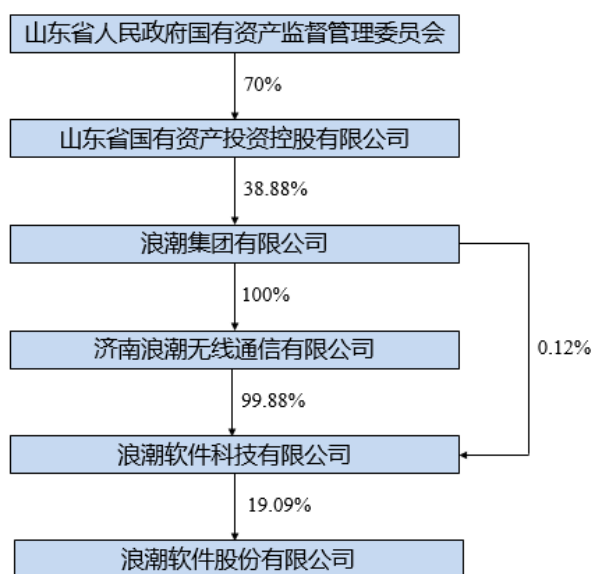 山东省人民政府国有资产监督管理委员会
70%
山东省国有资产投资控股有限公司
38.88%
浪潮集团有限公司
100%
济南浪潮无线通信有限公司
0.12%
99.88%
浪潮软件科技有限公司
19.09%
浪潮软件股份有限公司